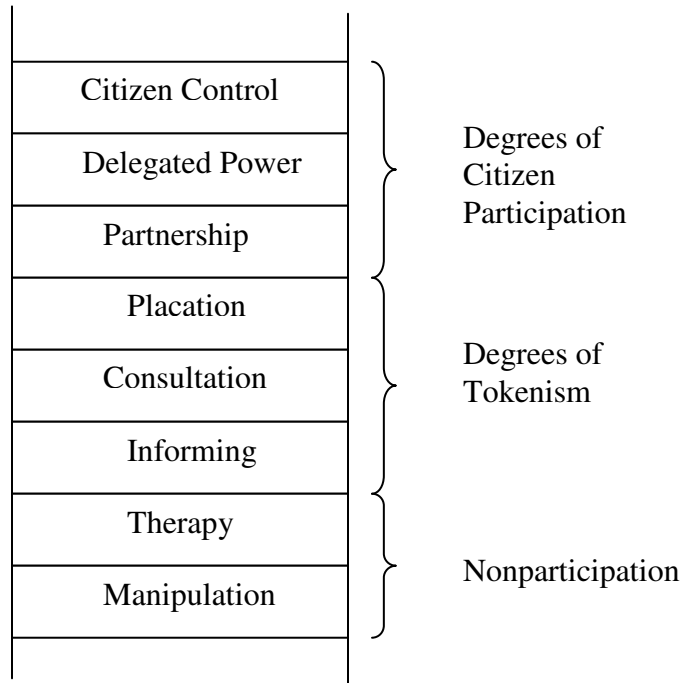 Citizen Control
Delegated Power
Partnership
Degrees of
Citizen
Participation
Placation
Consultation
Informing
Degrees of
Tokenism
Therapy
Manipulation
Nonparticipation